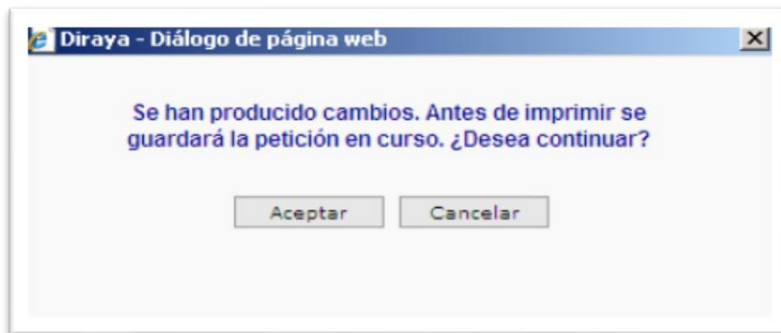 Diraya - Diálogo de página web
Se han producido cambios. Antes de imprimir se
guardará la petición en curso. ¿Desea continuar?
Aceptar Cancelar